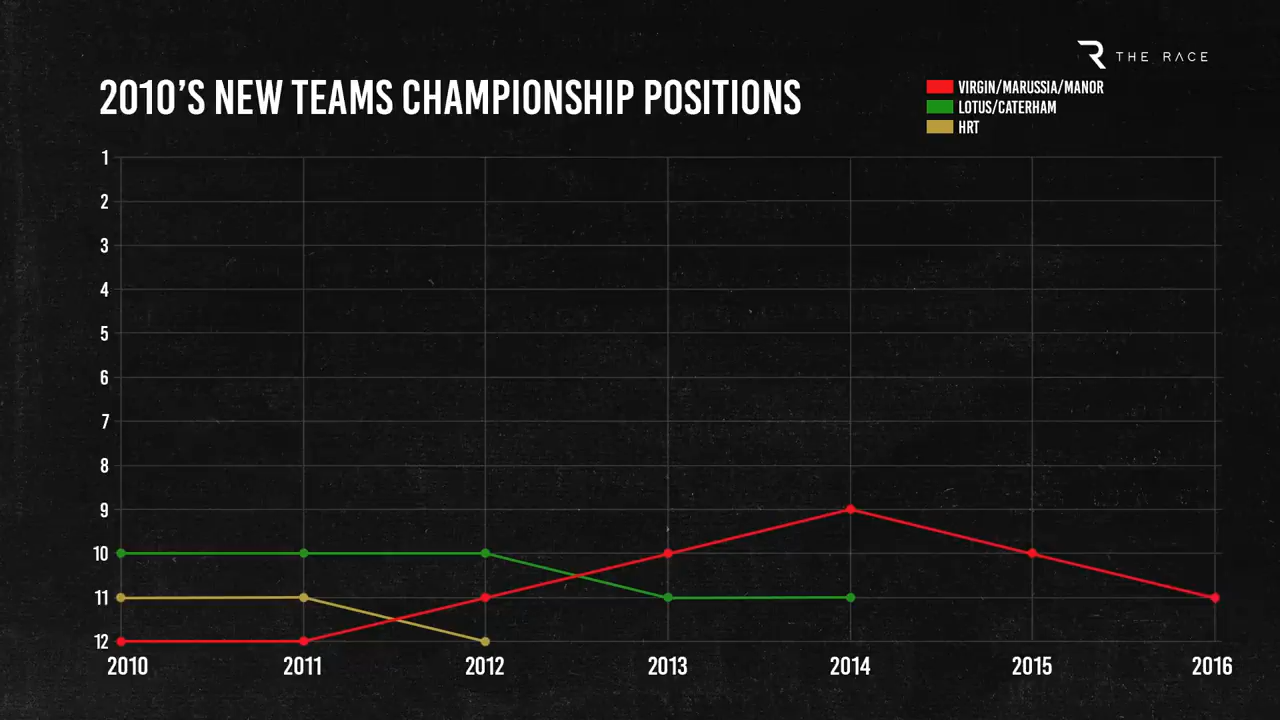 THE RACE
2010'S NEW TEAMS CHAMPIONSHIP POSITIONS
VIRGIN/MARUSSIA/MANOR
LOTUS/CATERHAM
HRT
1
2
3
4
5
6
7
8
9
10
11
12
2010 2011 2012 2013 2014 2015 2016